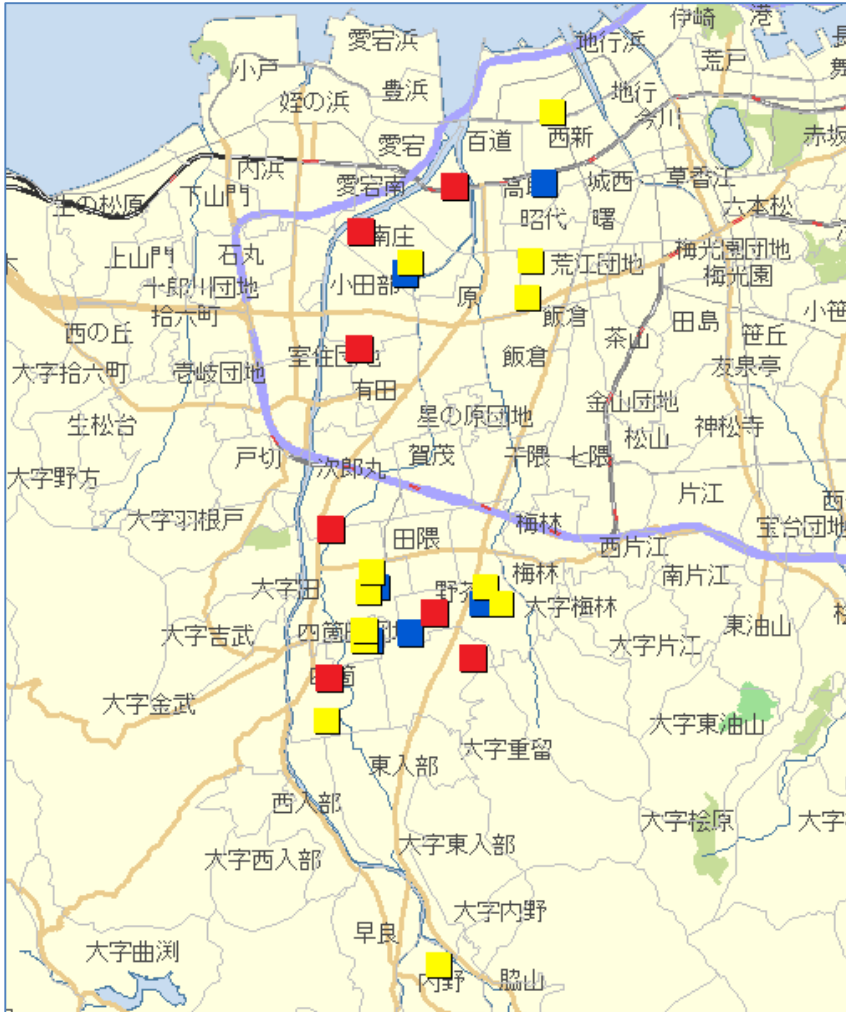 伊崎
港
愛宕浜
地行浜
小戸
荒戸
豊浜
地行
姪の浜
今川
百道
西新
愛宕
赤坂
内浜
愛宕南
城西
草香江
下山門
生の松原
六本松
昭代
曙
南庄
石丸
上山門
梅光園団地
荒江団地
梅光園
小田部
十郎川団地
原
拾六町
飯倉
田島
西の丘
茶山
笹丘
室住団地
飯倉
友泉亭
大字拾六町
壱岐団地
有田
金山団地
星の原団地
生松台
神松寺
松山
戸切
賀茂
干隈
七隈
次郎丸
大字野方
片江
大字羽根戸
梅林
宝台団地
田隈
西片江
梅林
南片江
大字田
大字梅林
東油山
大字吉武
大字片江
大字金武
大字東油山
大字重留
東入部
西入部
大字桧原
大字東入部
大字西入部
大字内野
早良
大字曲渕
内野
脇山